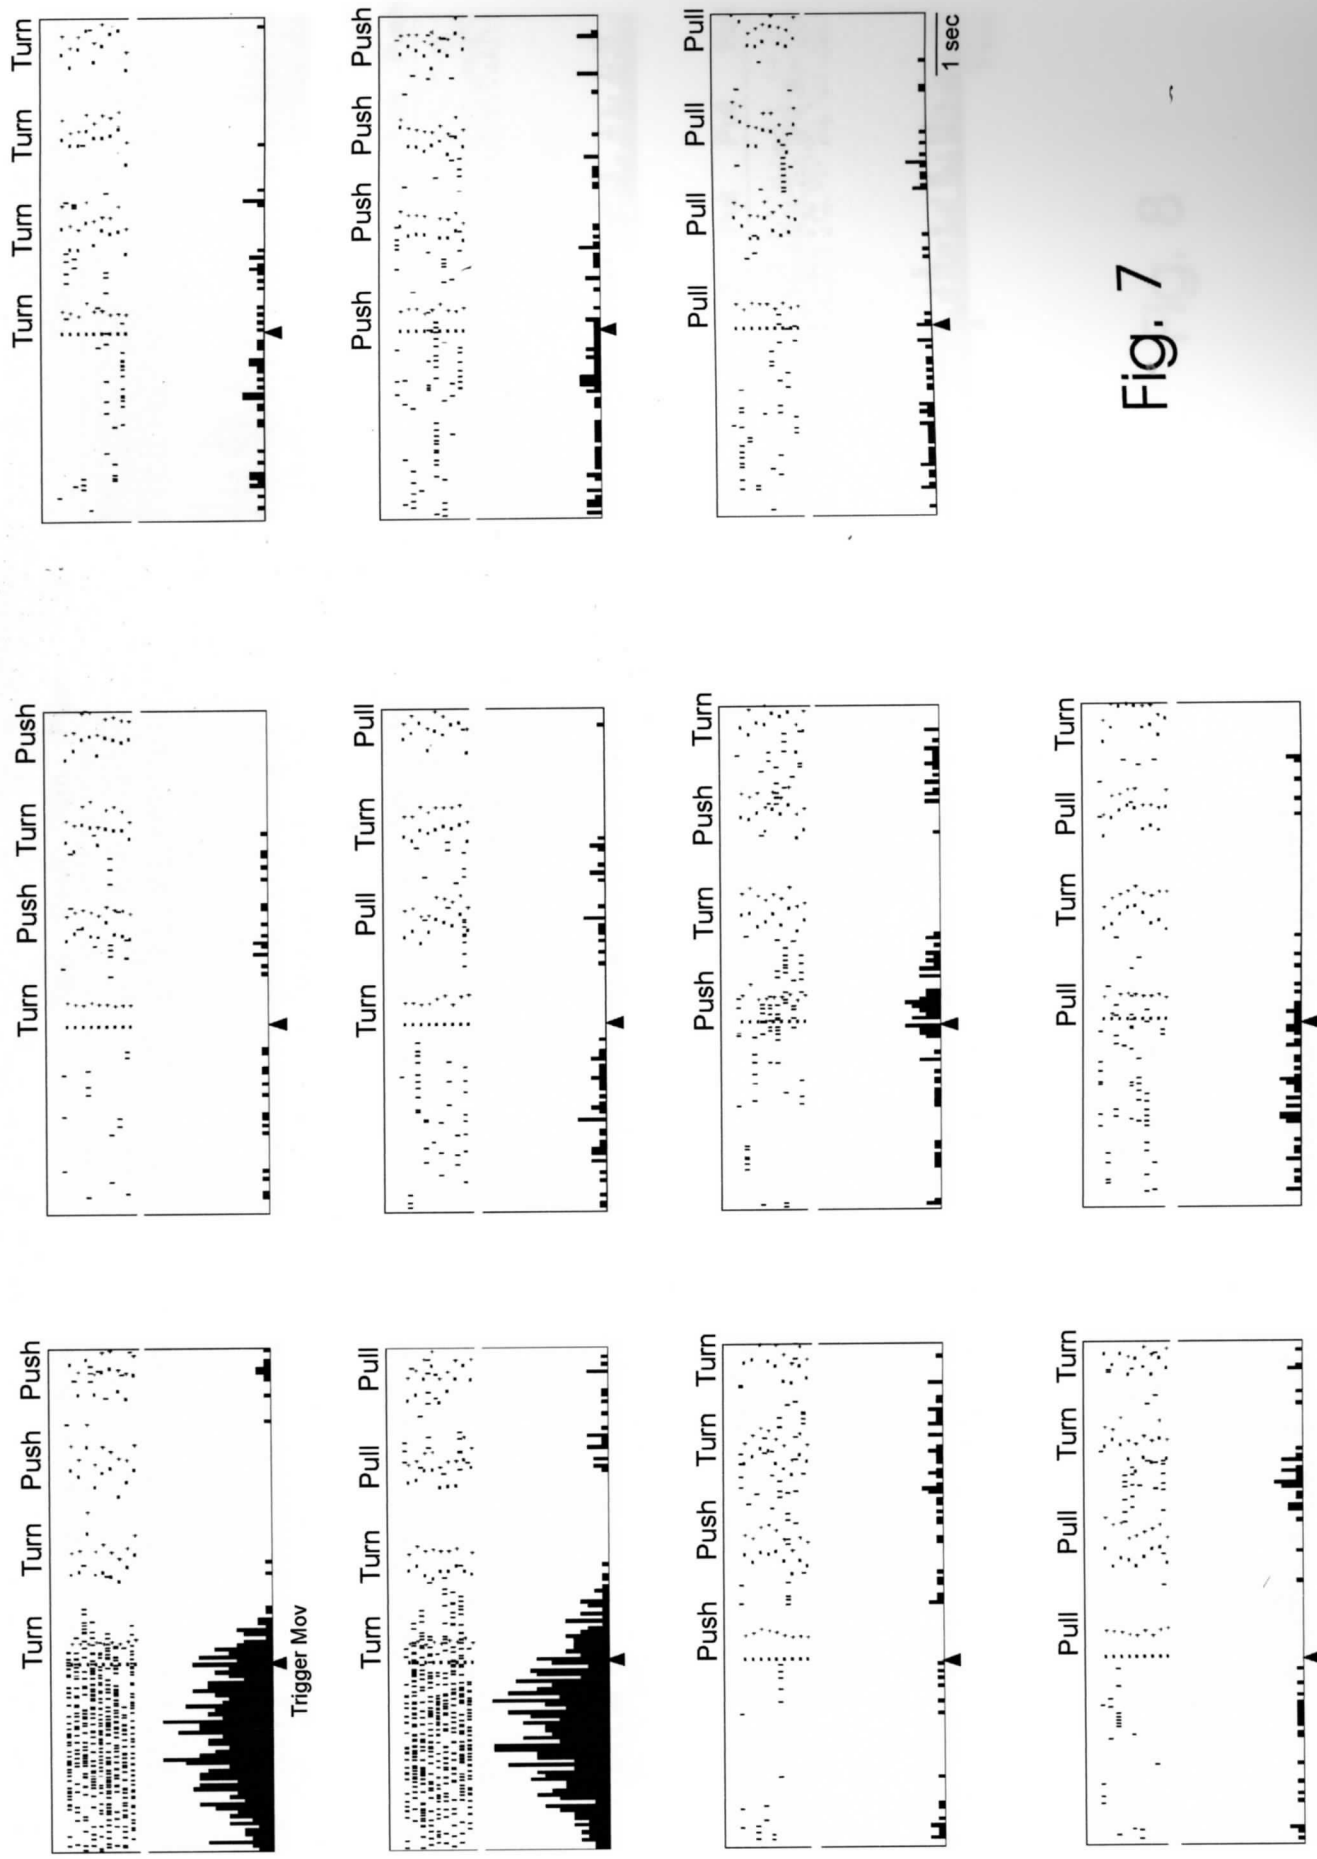 Turn Turn Push Push
Turn Push Turn Push
Turn Turn Turn Turn
Trigger Mov
Turn Turn Pull Pull
Turn Pull Turn Pull
Push Push Push Push
Push Push Turn Turn
Push Turn Push Turn
Pull Pull Pull Pull
1 sec
Pull Pull Turn Turn
Pull Turn Pull Turn
Fig. 7